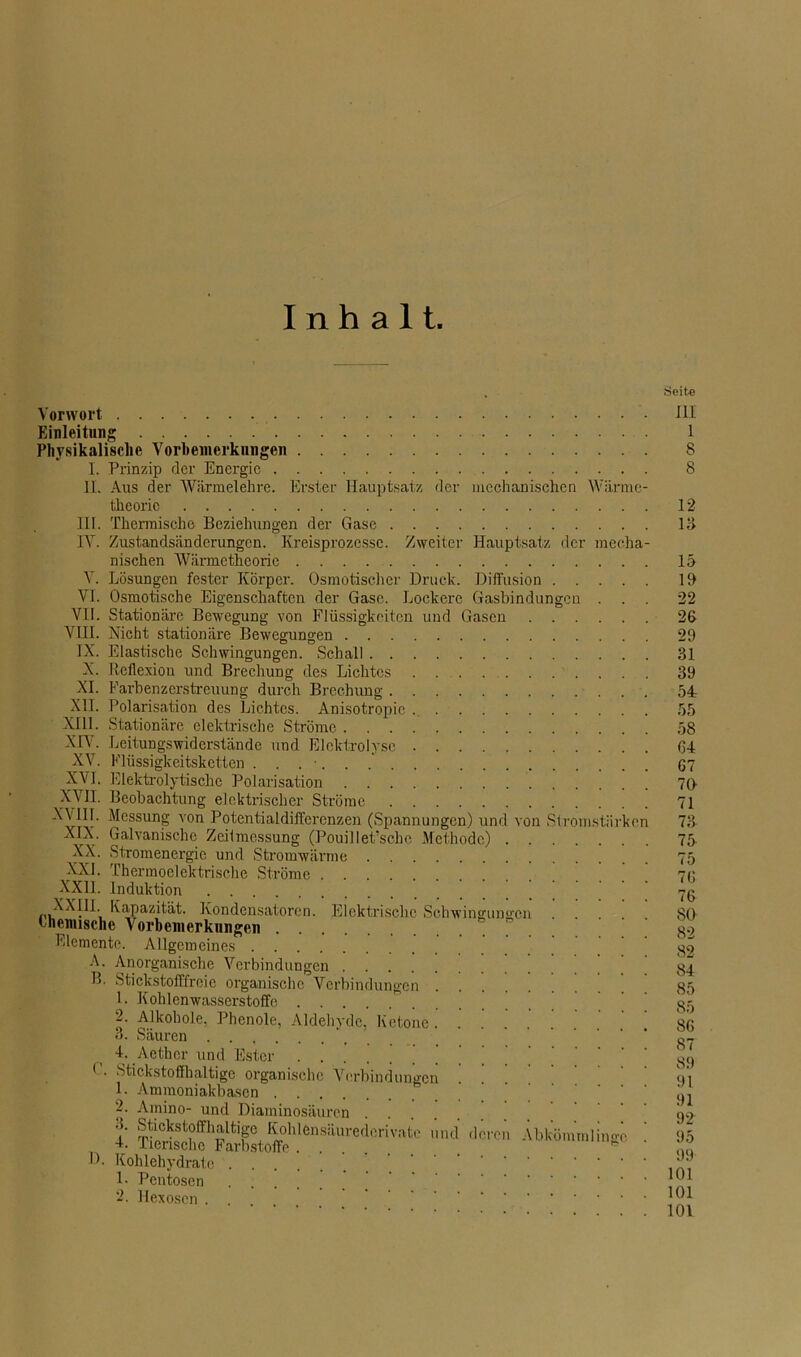 Inhalt.
Seite
Vorwort . . . III
Einleitung . . . 1
Physikalische Vorbemerkungen . . . 8
I. Prinzip der Energie . . . 8
II. Aus der Wärmelehre. Erster Hauptsatz der mechanischen Wärme-
theorie . . . 12
III. Thermische Beziehungen der Gase . . . 13
IV. Zustandsänderungen. Kreisprozesse. Zweiter Hauptsatz der mecha-
nischen Wärmetheorie . . . 15
V. Lösungen fester Körper. Osmotischer Druck. Diffusion . . . 19
VI. Osmotische Eigenschaften der Gase. Lockere Gasbindungen . . . 22
VII. Stationäre Bewegung von Flüssigkeiten und Gasen . . . 26
VIII. Nicht stationäre Bewegungen . . . 29
IX. Elastische Schwingungen. Schall . . . 31
X. Reflexion und Brechung des Lichtes . . . 39
XI. Farbenzerstreuung durch Brechung . . . 54
XII. Polarisation des Lichtes. Anisotropie . . . 55
XIII. Stationäre elektrische Ströme . . . 58
XIV. Leitungswiderstände und Elektrolyse . . . 64
XV. Flüssigkeitsketten . . . 67
XVI. Elektrolytische Polarisation . . . 70
XVII. Beobachtung elektrischer Ströme . . . 71
XVIII. Messung von Potentialdifferenzen (Spannungen) und von Stromstärken 73
XIX. Galvanische Zeitmessung (Pouillet'sche Methode) . . . 75
XX. Stromenergie und Stromwärme . . . 75
XXI. Thermoelektrische Ströme . . . 76
XXII. Induktion . . . 76
XXIII. Kapazität. Kondensatoren. Elektrische Schwingungen . . . 80
Chemische Vorbemerkungen . . . 82
Elemente. Allgemeines . . . 82
A. Anorganische Verbindungen . . . 84
B. Stickstofffreie organische Verbindungen . . . 85
1. Kohlenwasserstoffe . . . 85
2. Alkohole, Phenole, Aldehyde, Ketone . . . 86
3. Säuren . . . 87
4. Aether und Ester . . . 89
C. Stickstoffhaltige organische Verbindungen . . . 91
1. Ammoniakbasen . . . 91
2. Amino- und Diaminosäuren . . . 92
3. Stickstoffhaltige Kohlensäurederivate und deren Abkömmlinge . . . 95
4. Tierische Farbstoffe . . . 99
D. Kohlehydrate . . . 101
1. Pentosen . . . 101
2. Hexosen . . . 101